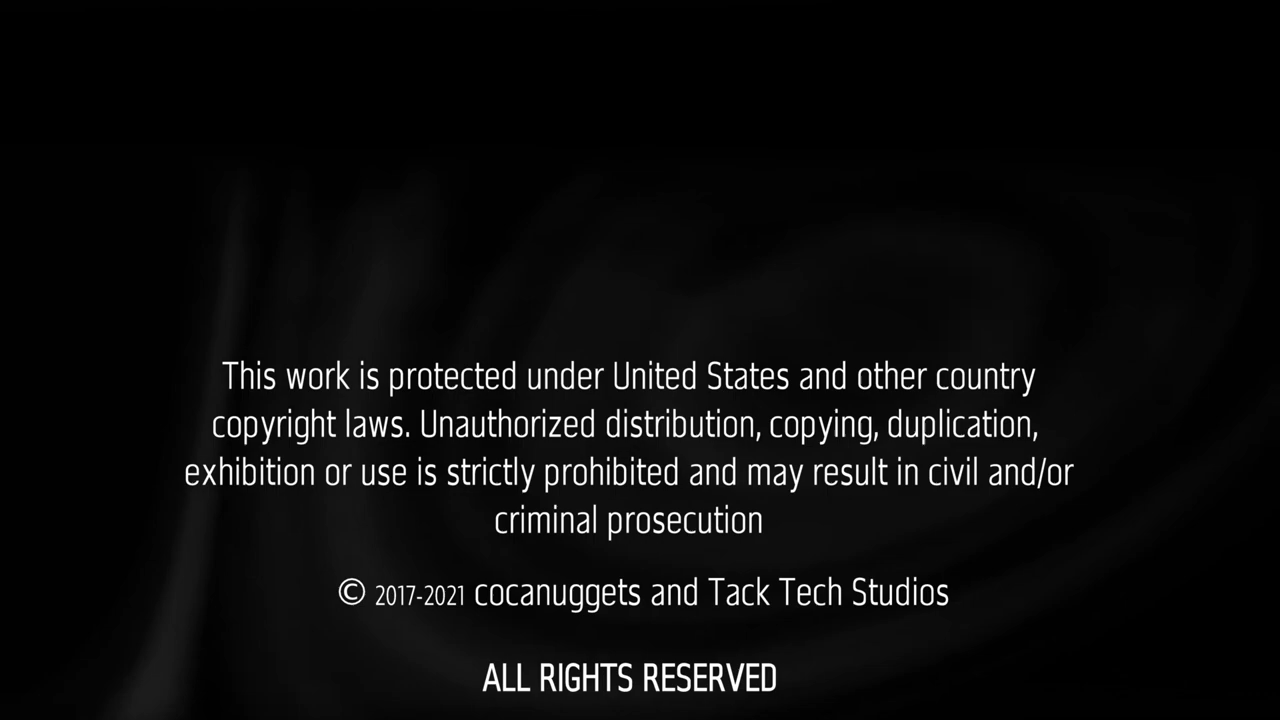 This work is protected under United States and other country
copyright laws. Unauthorized distribution, copying, duplication,
exhibition or use is strictly prohibited and may result in civil and/or
criminal prosecution
© 2017-2021 cocanuggets and Tack Tech Studios
ALL RIGHTS RESERVED